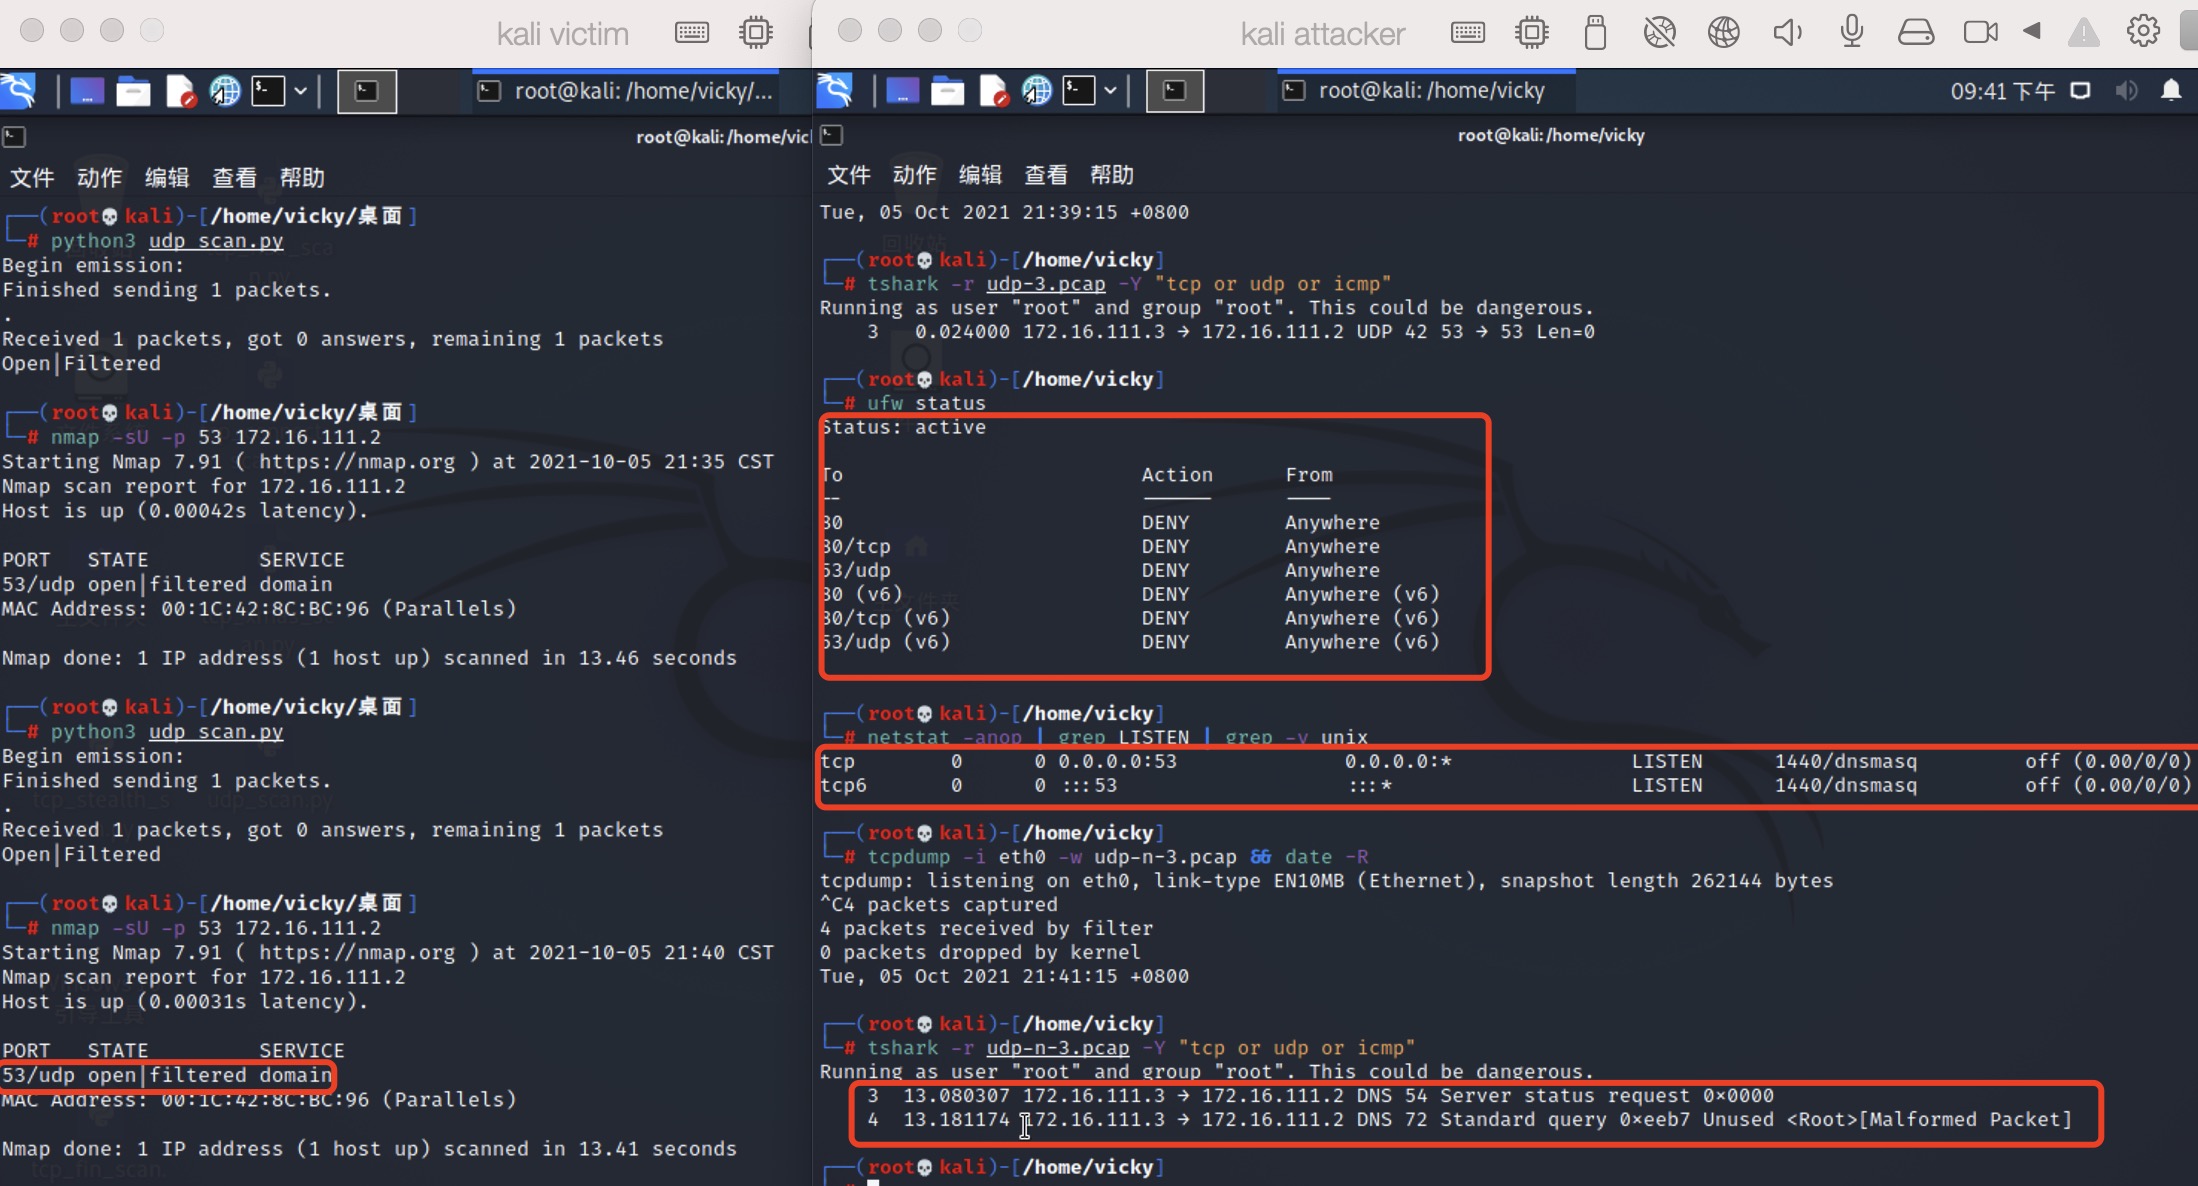 kali victim
root@kali: /home/vicky/...
文件 动作 编辑 查看 帮助
┌──(root💀kali)-[/home/vicky/桌面]
└─# python3 udp_scan.py
Begin emission:
Finished sending 1 packets.
.
Received 1 packets, got 0 answers, remaining 1 packets
Open|Filtered
┌──(root💀kali)-[/home/vicky/桌面]
└─# nmap -sU -p 53 172.16.111.2
Starting Nmap 7.91 ( https://nmap.org ) at 2021-10-05 21:35 CST
Nmap scan report for 172.16.111.2
Host is up (0.00042s latency).
PORT STATE SERVICE
53/udp open|filtered domain
MAC Address: 00:1C:42:8C:BC:96 (Parallels)
Nmap done: 1 IP address (1 host up) scanned in 13.46 seconds
┌──(root💀kali)-[/home/vicky/桌面]
└─# python3 udp_scan.py
Begin emission:
Finished sending 1 packets.
.
Received 1 packets, got 0 answers, remaining 1 packets
Open|Filtered
┌──(root💀kali)-[/home/vicky/桌面]
└─# nmap -sU -p 53 172.16.111.2
Starting Nmap 7.91 ( https://nmap.org ) at 2021-10-05 21:40 CST
Nmap scan report for 172.16.111.2
Host is up (0.00031s latency).
PORT STATE SERVICE
53/udp open|filtered domain
MAC Address: 00:1C:42:8C:BC:96 (Parallels)
Nmap done: 1 IP address (1 host up) scanned in 13.41 seconds
kali attacker
root@kali: /home/vicky
09:41 下午
root@kali: /home/vicky
文件 动作 编辑 查看 帮助
Tue, 05 Oct 2021 21:39:15 +0800
┌──(root💀kali)-[/home/vicky]
└─# tshark -r udp-3.pcap -Y "tcp or udp or icmp"
Running as user "root" and group "root". This could be dangerous.
3 0.024000 172.16.111.3 → 172.16.111.2 UDP 42 53 → 53 Len=0
┌──(root💀kali)-[/home/vicky]
└─# ufw status
Status: active
To Action From
-- ------ ----
80 DENY Anywhere
80/tcp DENY Anywhere
53/udp DENY Anywhere
80 (v6) DENY Anywhere (v6)
80/tcp (v6) DENY Anywhere (v6)
53/udp (v6) DENY Anywhere (v6)
┌──(root💀kali)-[/home/vicky]
└─# netstat -anop | grep LISTEN | grep -v unix
tcp 0 0 0.0.0.0:53 0.0.0.0:* LISTEN 1440/dnsmasq off (0.00/0/0)
tcp6 0 0 :::53 :::* LISTEN 1440/dnsmasq off (0.00/0/0)
┌──(root💀kali)-[/home/vicky]
└─# tcpdump -i eth0 -w udp-n-3.pcap && date -R
tcpdump: listening on eth0, link-type EN10MB (Ethernet), snapshot length 262144 bytes
^C4 packets captured
4 packets received by filter
0 packets dropped by kernel
Tue, 05 Oct 2021 21:41:15 +0800
┌──(root💀kali)-[/home/vicky]
└─# tshark -r udp-n-3.pcap -Y "tcp or udp or icmp"
Running as user "root" and group "root". This could be dangerous.
3 13.080307 172.16.111.3 → 172.16.111.2 DNS 54 Server status request 0x0000
4 13.181174 172.16.111.3 → 172.16.111.2 DNS 72 Standard query 0xeeb7 Unused <Root>[Malformed Packet]
┌──(root💀kali)-[/home/vicky]